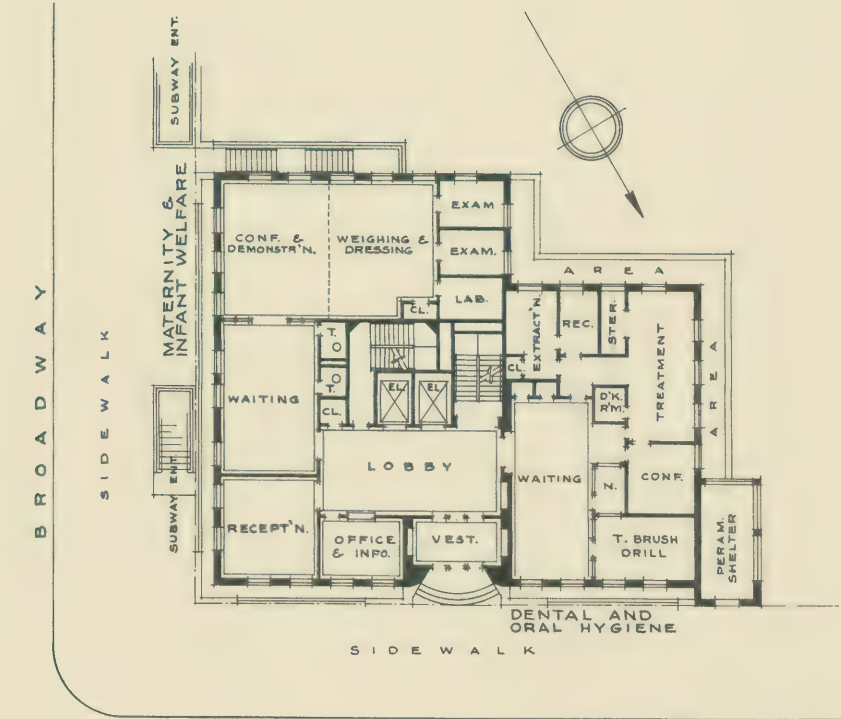 SUBWAY ENT.
MATERNITY &
INFANT WELFARE
BROADWAY
SIDEWALK
SUBWAY ENT.
CONF. &
DEMONSTR'N.
WEIGHING &
DRESSING
EXAM
EXAM.
LAB.
CL.
AREA
T.
T.
CL.
EL.
EL.
WAITING
LOBBY
RECEPT'N.
OFFICE
& INFO.
VEST.
CL.
EXTRACT'N.
REC.
STER.
TREATMENT
AREA
D'K.
R'M.
WAITING
N.
CONF.
T. BRUSH
DRILL
PERAM.
SHELTER
DENTAL AND
ORAL HYGIENE
SIDEWALK